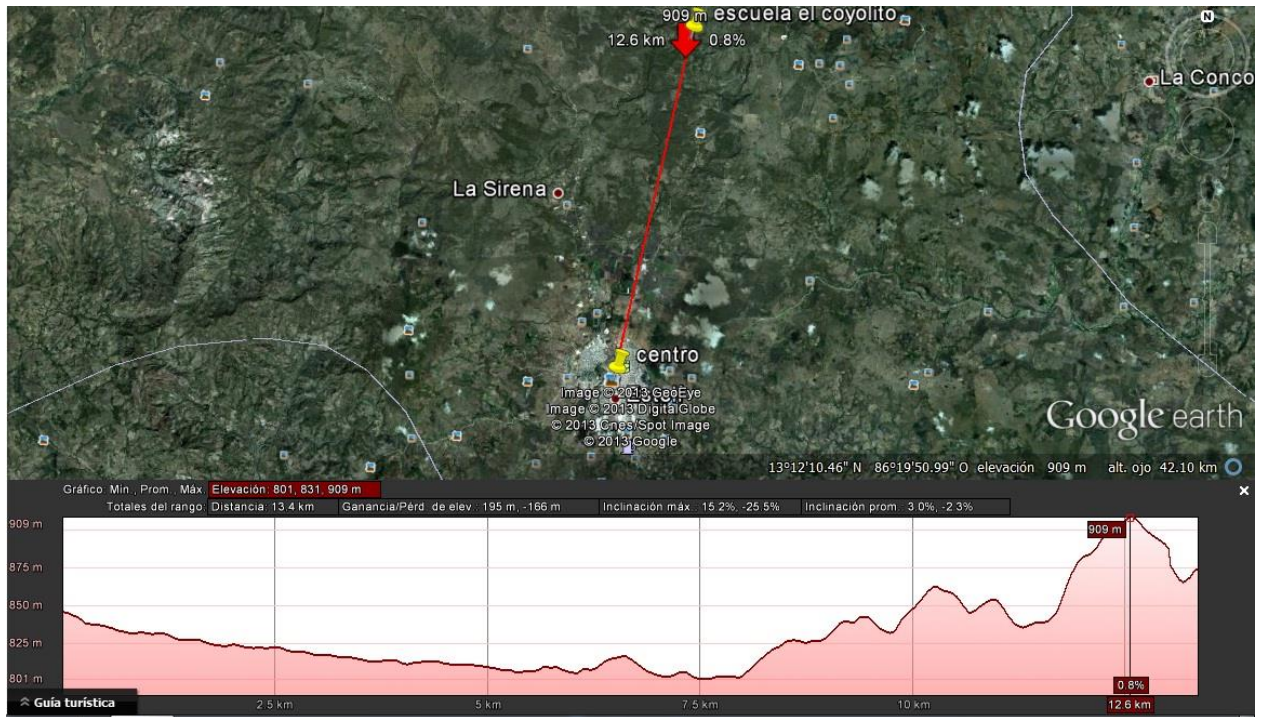 909 m escuela el coyolito
12.6 km 0.8%
N
La Conco
La Sirena
centro
Estelí
Image © 2013 GeoEye
Image © 2013 DigitalGlobe
© 2013 Cnes/Spot Image
© 2013 Google
Google earth
13°12'10.46" N 86°19'50.99" O elevación 909 m alt. ojo 42.10 km
Gráfico: Mín., Prom., Máx. Elevación: 801, 831, 909 m
Totales del rango: Distancia: 13.4 km Ganancia/Pérd. de elev.: 195 m, -166 m Inclinación máx.: 15.2%, -25.5% Inclinación prom.: 3.0%, -2.3%
909 m
909 m
875 m
850 m
825 m
801 m
0.8%
Guía turística
2.5 km 5 km 7.5 km 10 km 12.6 km